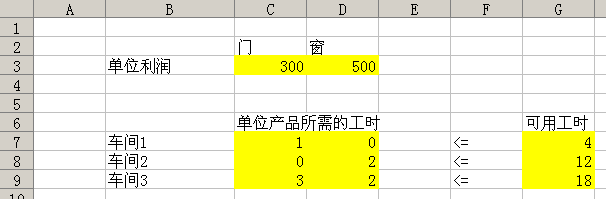 A B C D E F G
1
2 门 窗
3 单位利润 300 500
4
5
6 单位产品所需的工时 可用工时
7 车间1 1 0 <= 4
8 车间2 0 2 <= 12
9 车间3 3 2 <= 18